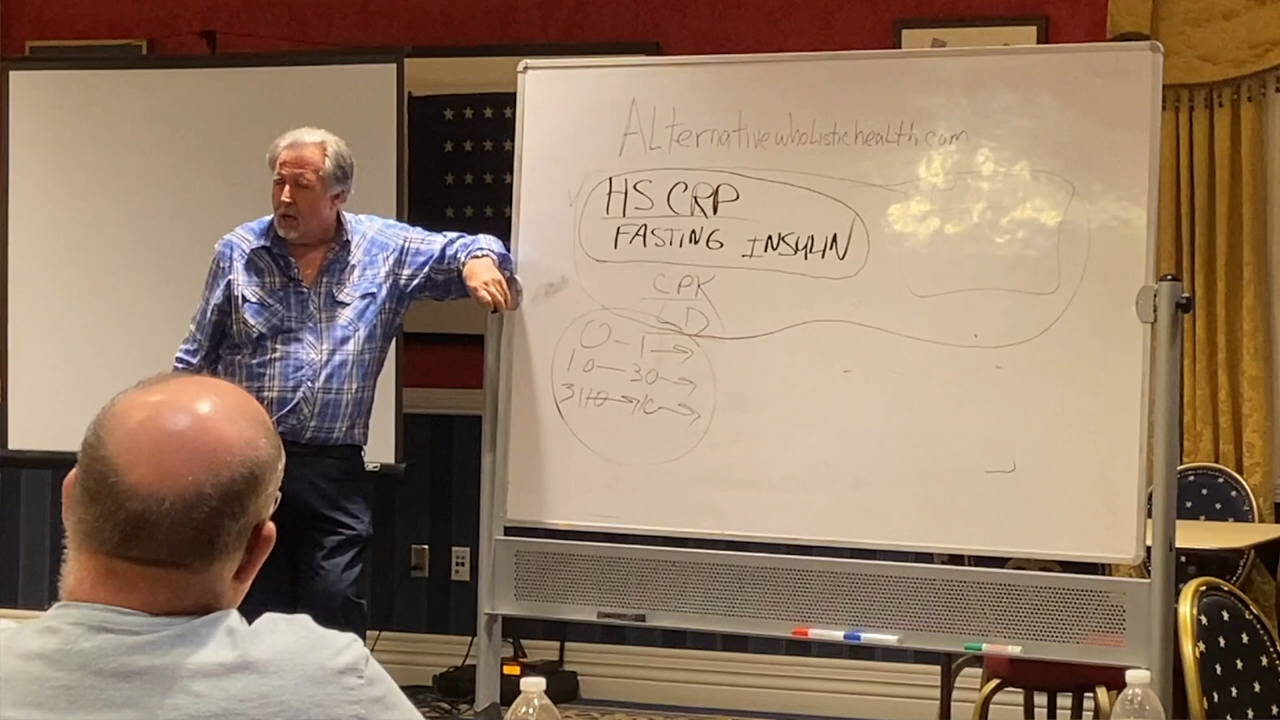 ALternativewholistichealth.com
HS CRP
FASTING INSULIN
CPK
LD
0-1→
10-30→